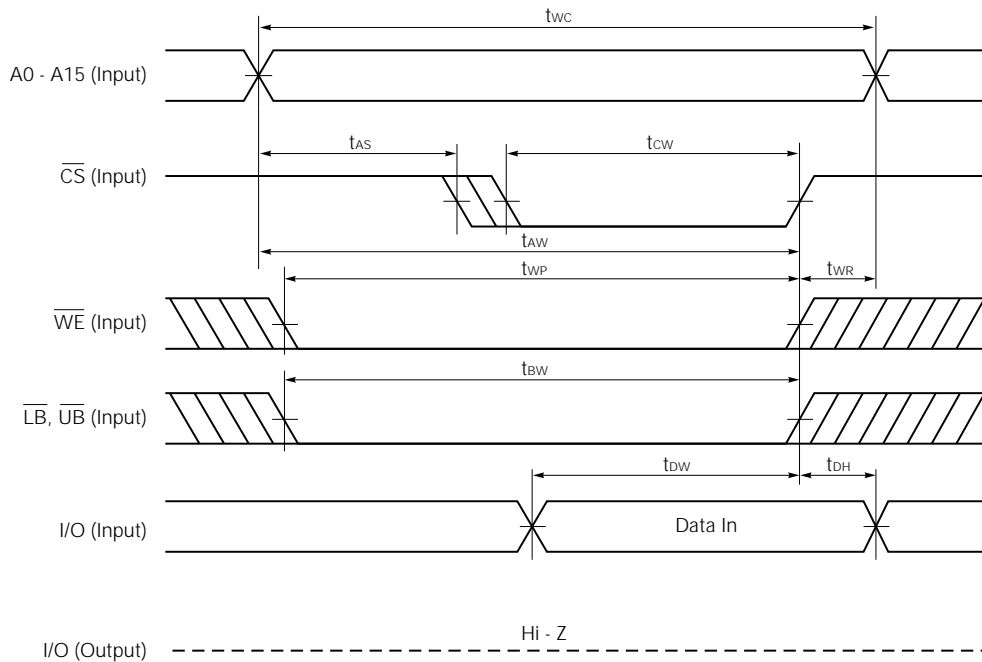 tWC
A0 - A15 (Input)
tAS
tCW
CS (Input)
tAW
tWP
tWR
WE (Input)
tBW
LB, UB (Input)
tDW
tDH
I/O (Input)
Data In
Hi - Z
I/O (Output)